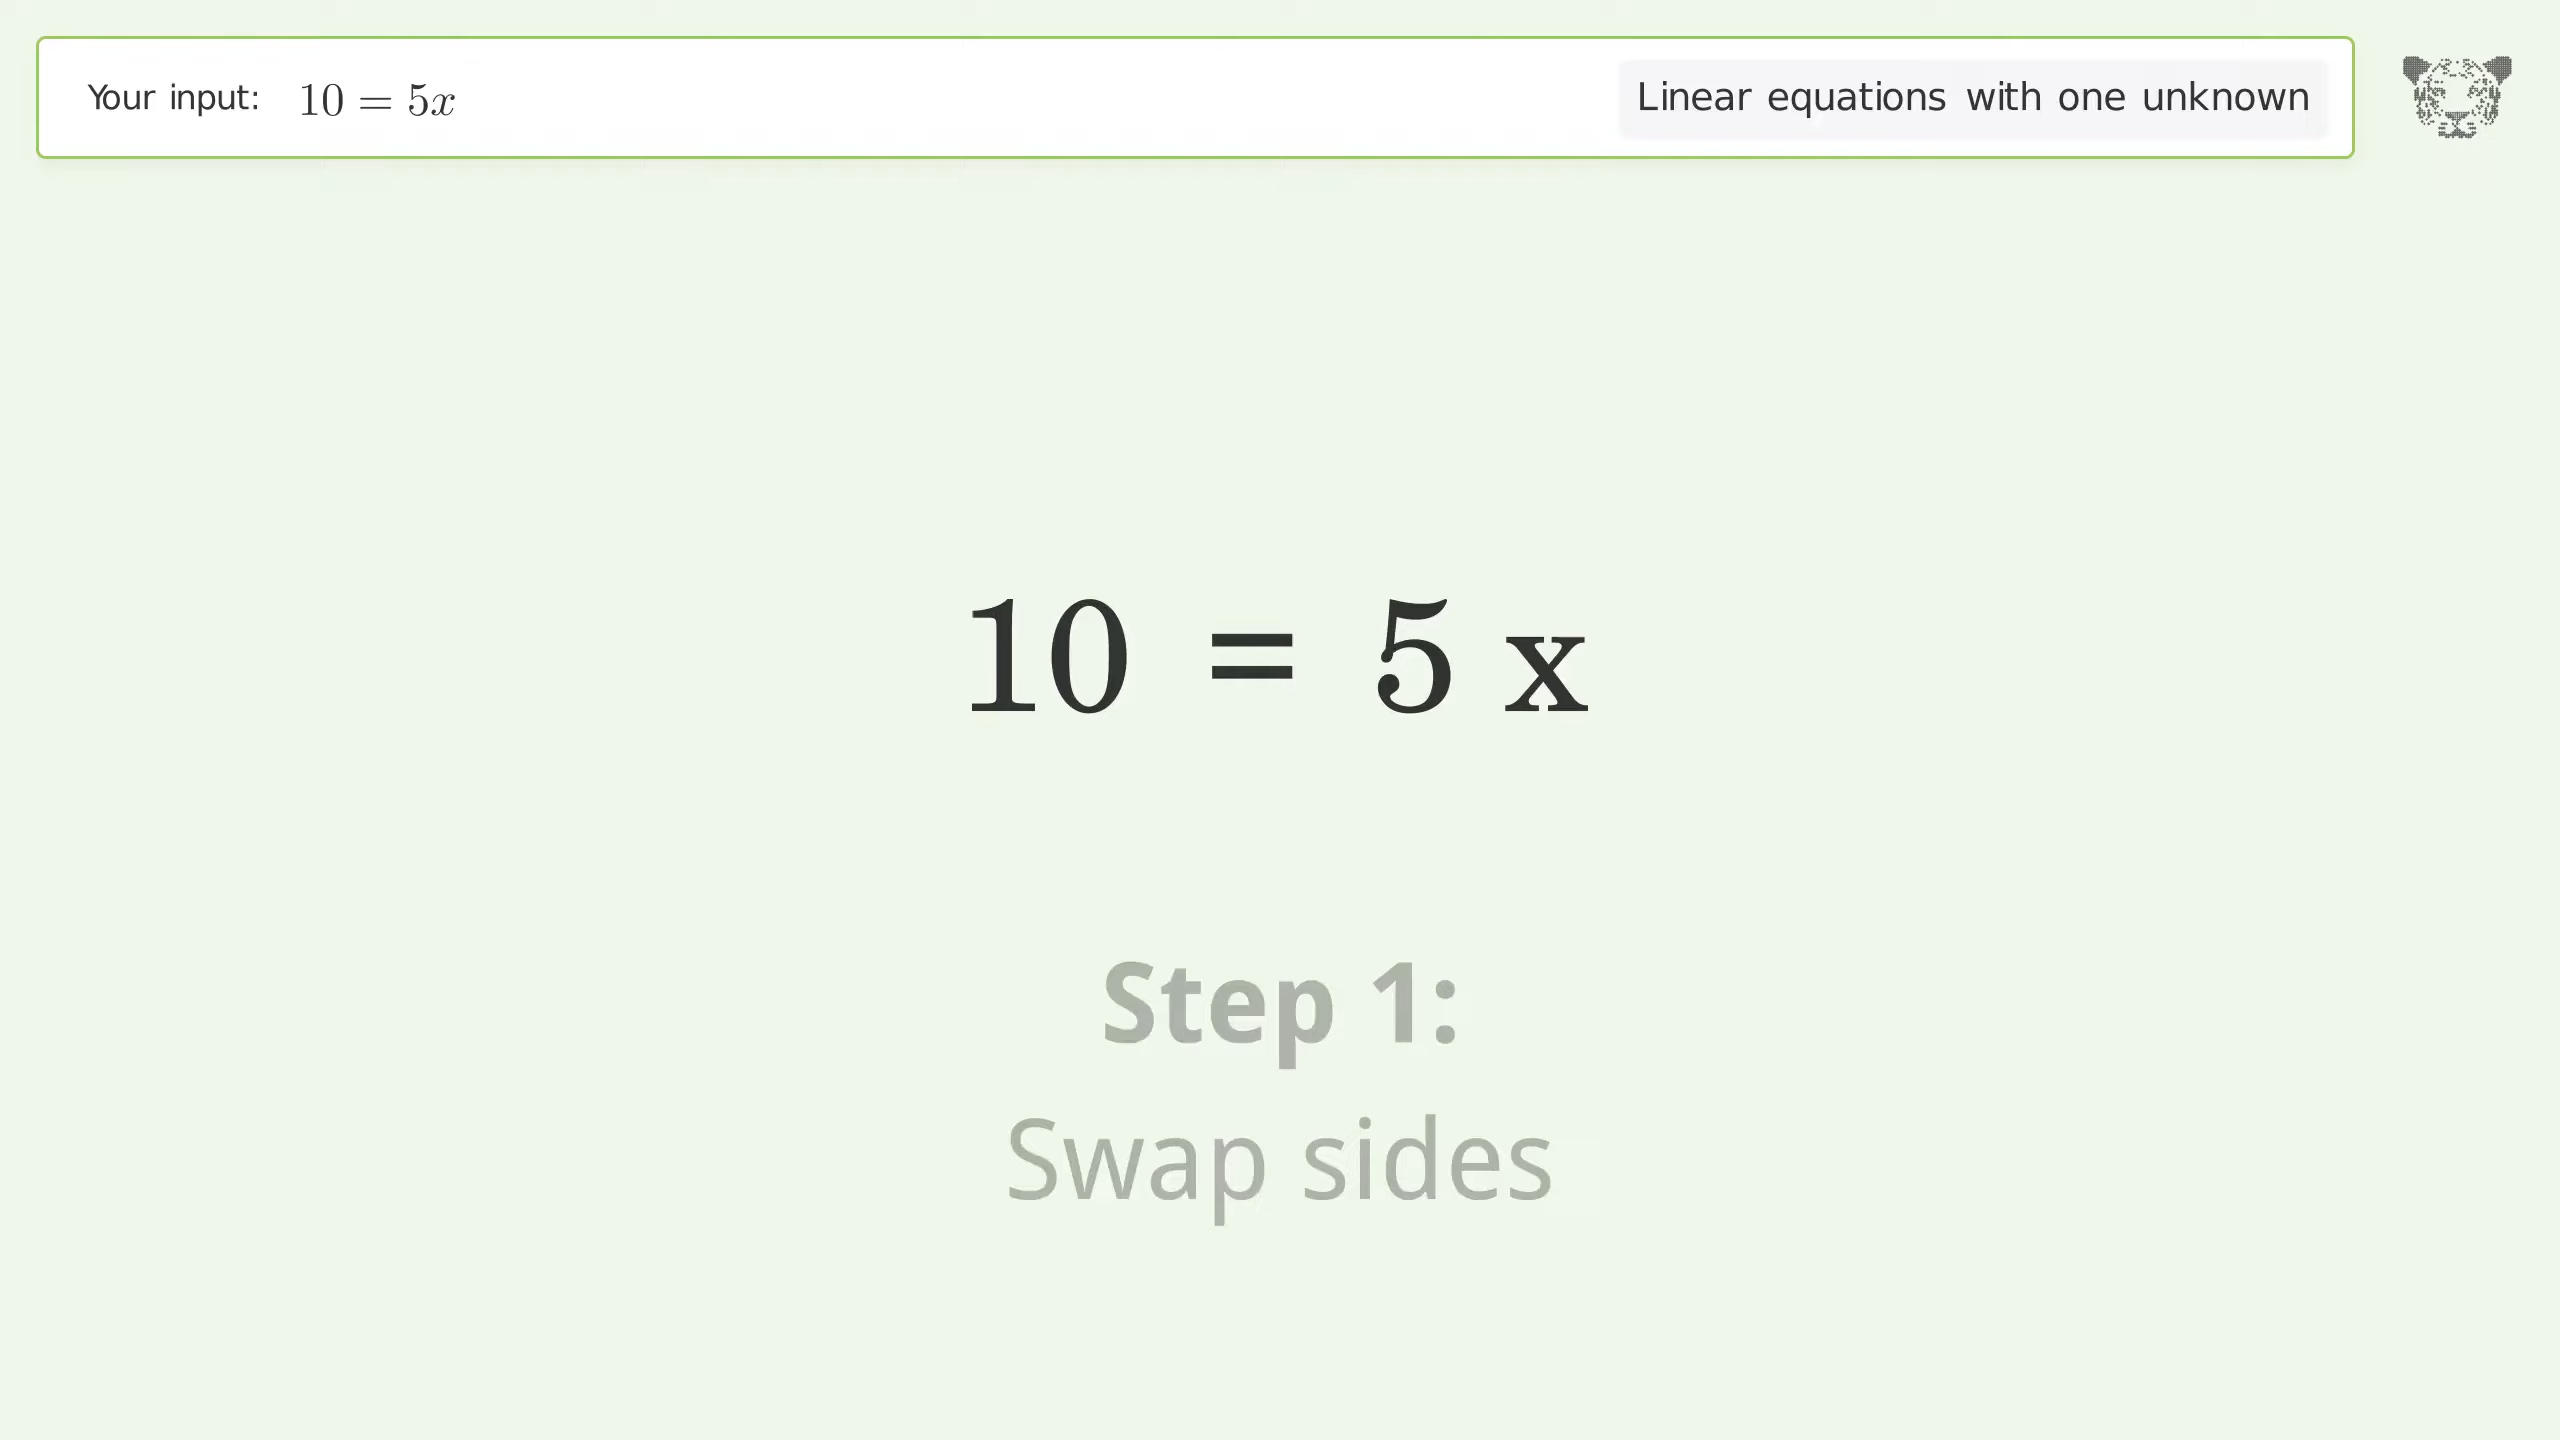 Your input: 10 = 5x
Linear equations with one unknown
10 = 5 x
Step 1:
Swap sides